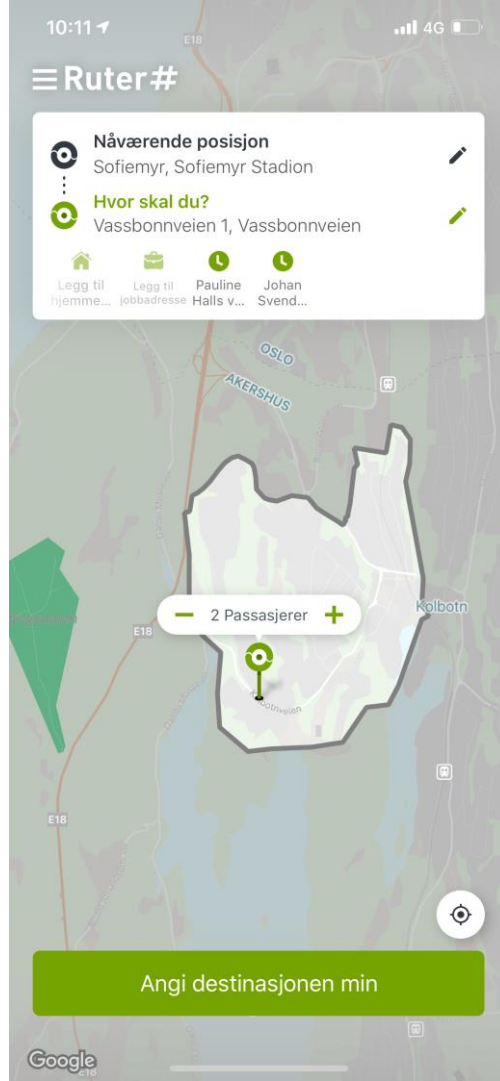 10:11
4G
E18
Ruter#
Nåværende posisjon
Sofiemyr, Sofiemyr Stadion
Hvor skal du?
Vassbonnveien 1, Vassbonnveien
Legg til
hjemme...
Legg til
jobbadresse
Pauline
Halls v...
Johan
Svend...
OSLO
AKERSHUS
Kolbotn
2 Passasjerer
E18
E18
Angi destinasjonen min
Google
E18